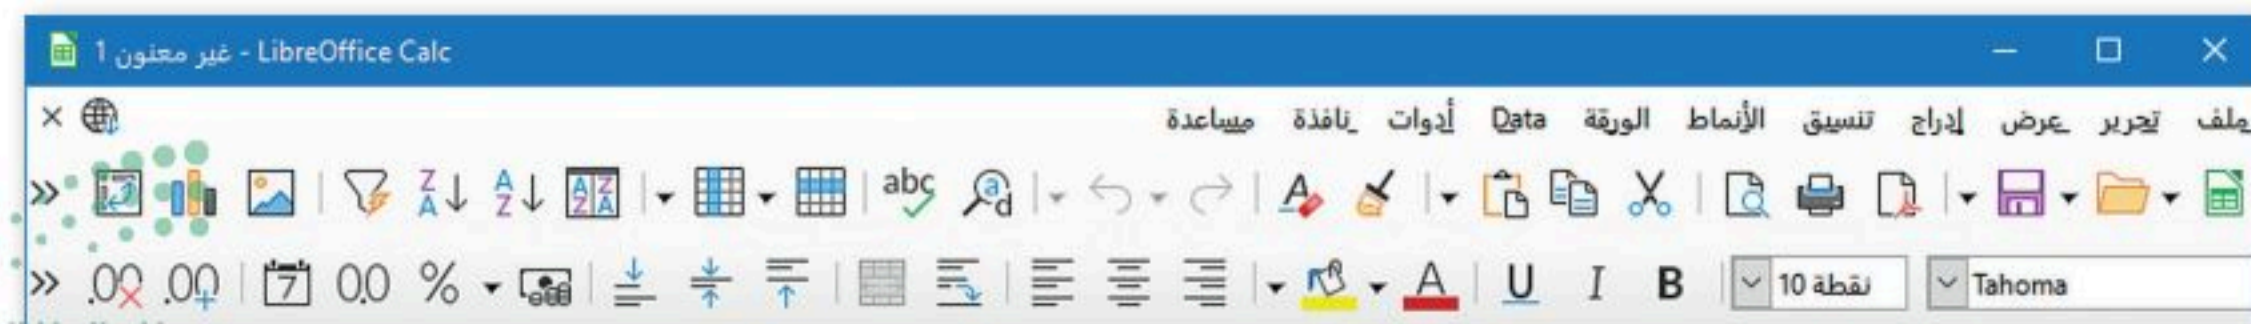 غير معنون 1 - LibreOffice Calc
ملف تحرير عرض إدراج تنسيق الأنماط الورقة Data أدوات نافذة مساعدة
abc
Tahoma 10 نقطة B I U A % 0.0 7 .00 .00